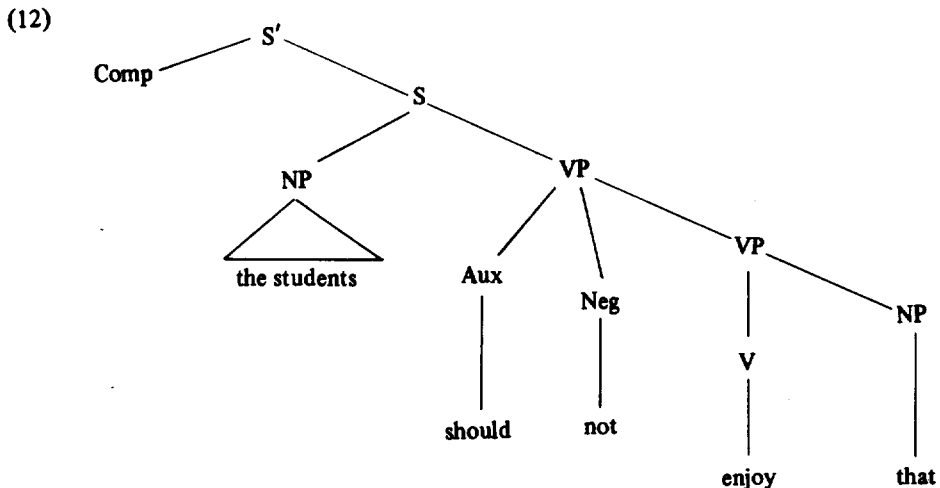 (12)
S′
Comp
S
NP
VP
the students
VP
Aux
Neg
NP
V
should
not
enjoy
that